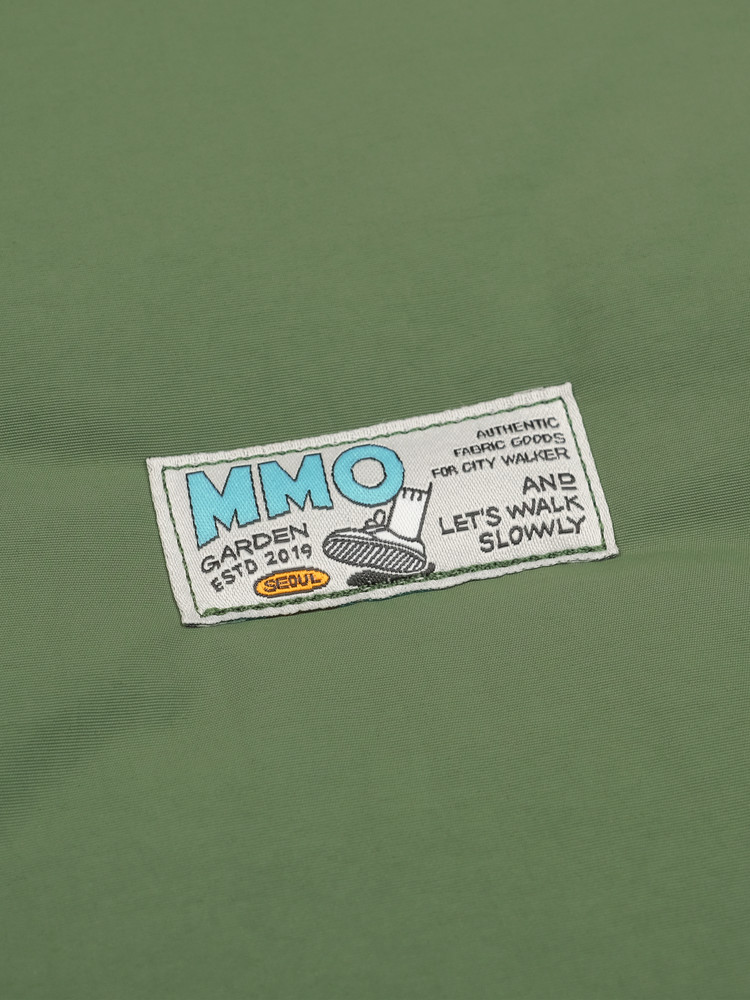 MMO
GARDEN
ESTD 2019
SEOUL
AUTHENTIC
FABRIC GOODS
FOR CITY WALKER
AND
LET'S WALK
SLOWLY